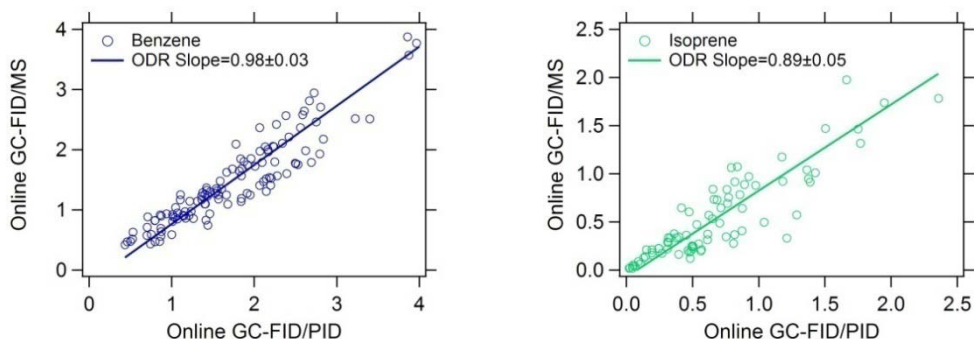 Online GC-FID/MS
4
3
2
1
0
Benzene
ODR Slope=0.98±0.03
0 1 2 3 4
Online GC-FID/PID
Online GC-FID/MS
2.5
2.0
1.5
1.0
0.5
0.0
Isoprene
ODR Slope=0.89±0.05
0.0 0.5 1.0 1.5 2.0 2.5
Online GC-FID/PID